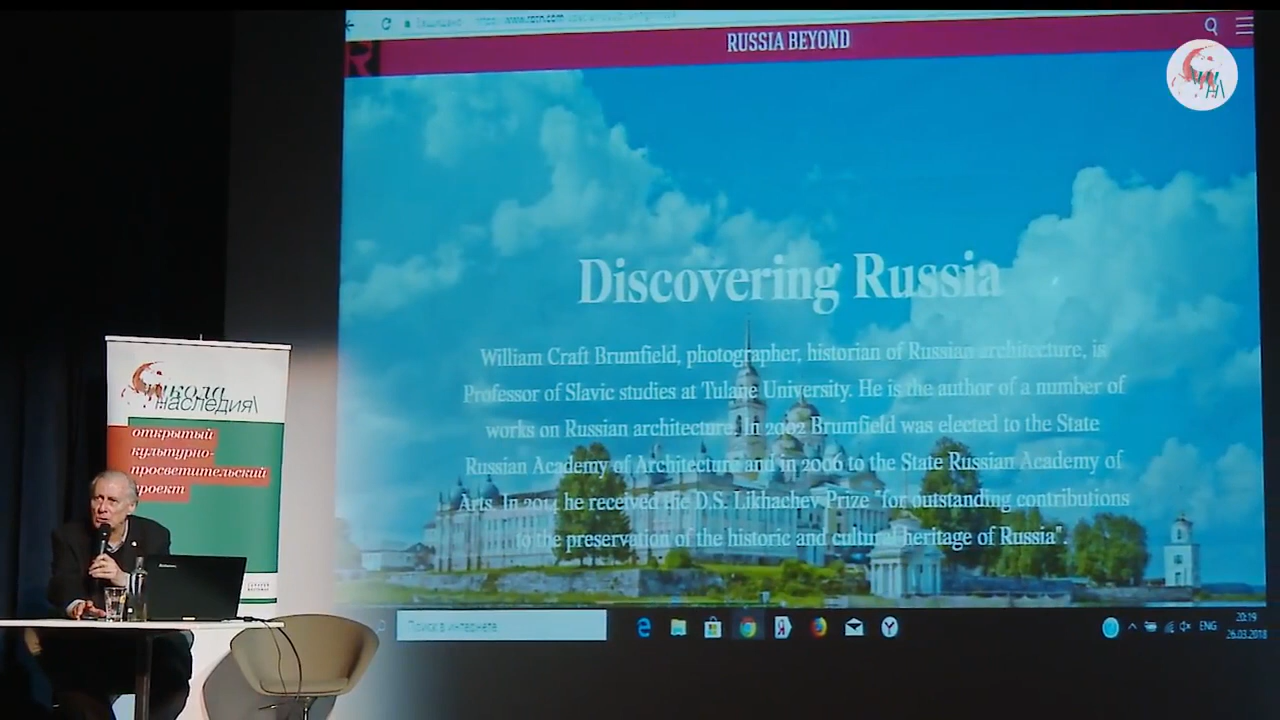 www.rbth.com
RUSSIA BEYOND
Discovering Russia
William Craft Brumfield, photographer, historian of Russian architecture, is
Professor of Slavic studies at Tulane University. He is the author of a number of
works on Russian architecture. In 2002 Brumfield was elected to the State
Russian Academy of Architecture and in 2006 to the State Russian Academy of
Arts. In 2014 he received the D.S. Likhachev Prize "for outstanding contributions
to the preservation of the historic and cultural heritage of Russia".
Поиск в интернете
ENG
20:19
26.03.2018
школа
наследия\
открытый
культурно-
просветительский
проект